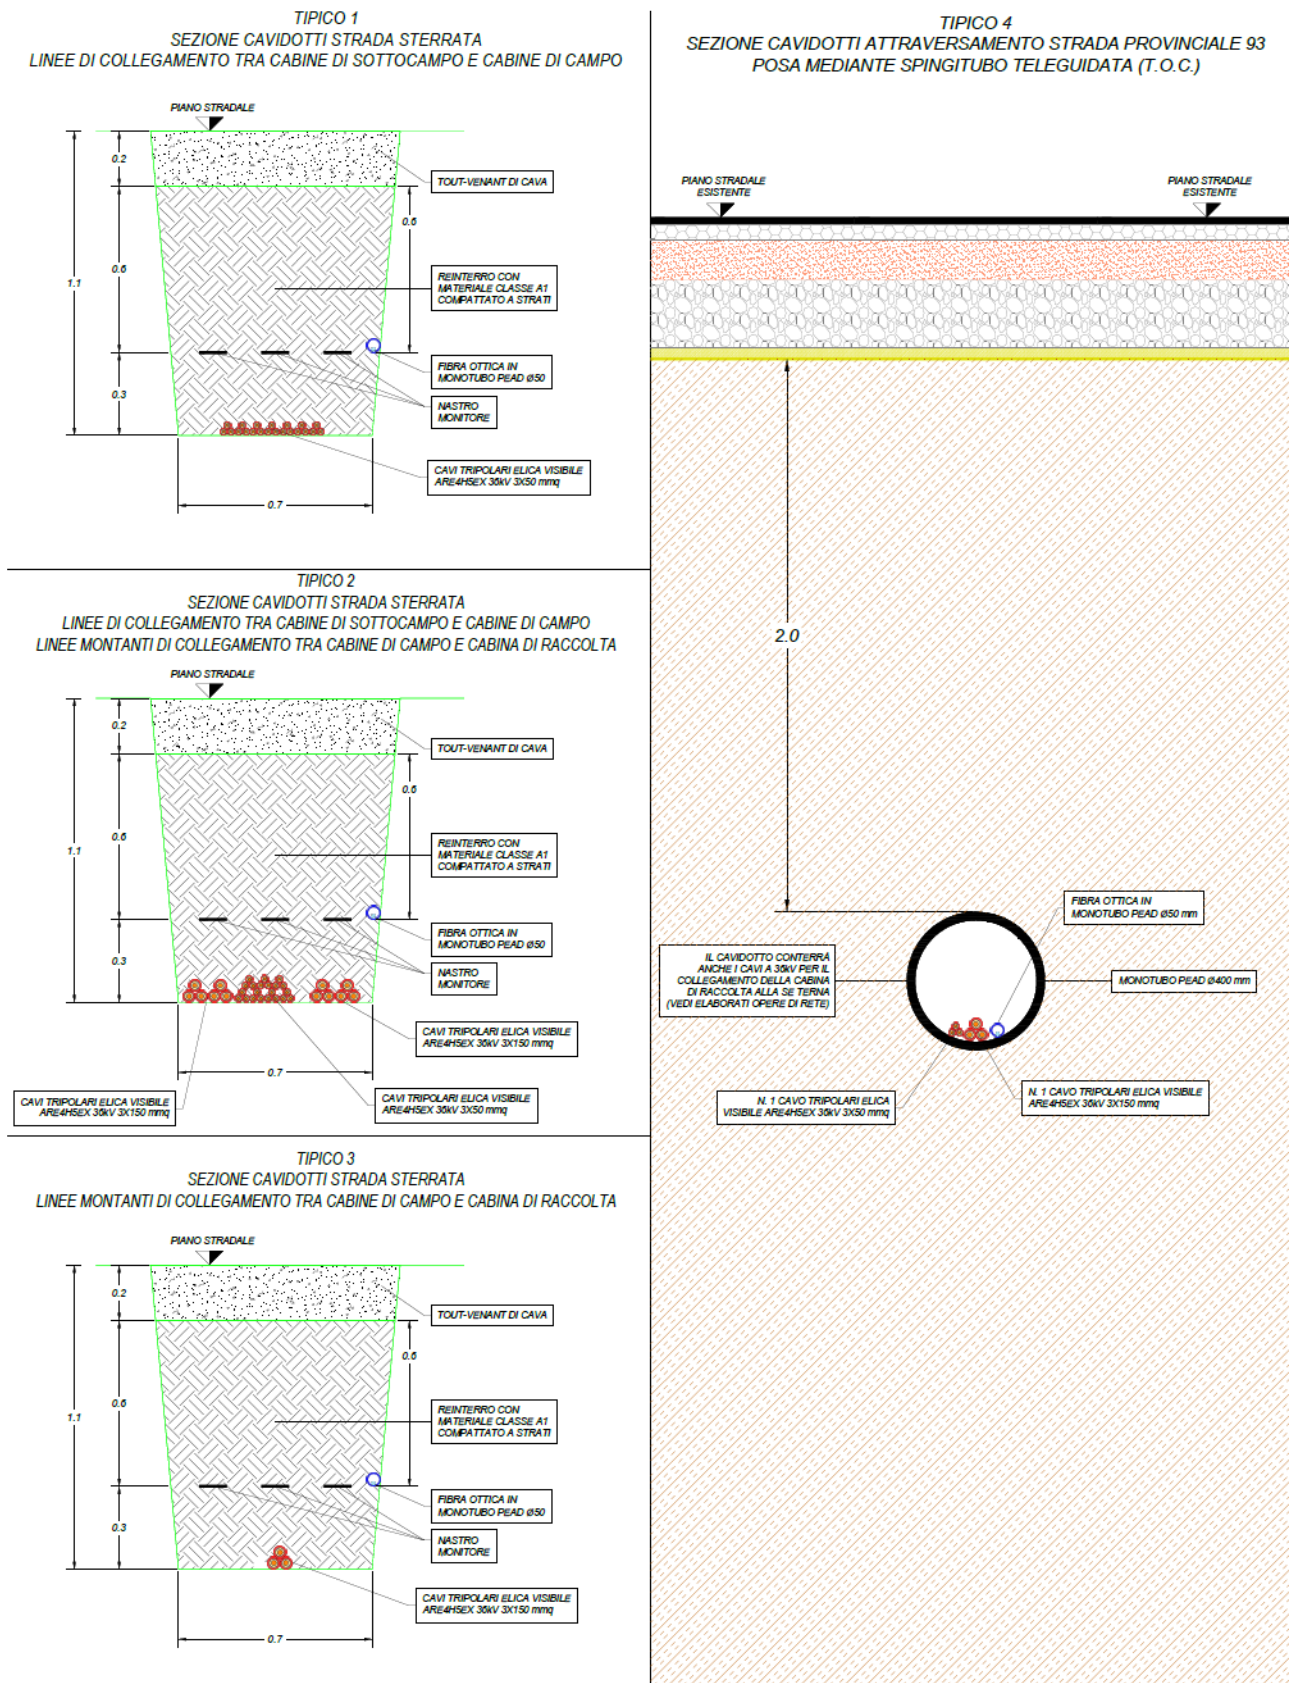 TIPICO 1
SEZIONE CAVIDOTTI STRADA STERRATA
LINEE DI COLLEGAMENTO TRA CABINE DI SOTTOCAMPO E CABINE DI CAMPO
PIANO STRADALE
0.2
0.6
1.1
0.3
0.6
TOUT-VENANT DI CAVA
REINTERRO CON
MATERIALE CLASSE A1
COMPATTATO A STRATI
FIBRA OTTICA IN
MONOTUBO PEAD Ø50
NASTRO
MONITORE
CAVI TRIPOLARI ELICA VISIBILE
ARE4H5EX 36kV 3X50 mmq
0.7
TIPICO 2
SEZIONE CAVIDOTTI STRADA STERRATA
LINEE DI COLLEGAMENTO TRA CABINE DI SOTTOCAMPO E CABINE DI CAMPO
LINEE MONTANTI DI COLLEGAMENTO TRA CABINE DI CAMPO E CABINA DI RACCOLTA
PIANO STRADALE
0.2
0.6
1.1
0.3
0.6
TOUT-VENANT DI CAVA
REINTERRO CON
MATERIALE CLASSE A1
COMPATTATO A STRATI
FIBRA OTTICA IN
MONOTUBO PEAD Ø50
NASTRO
MONITORE
CAVI TRIPOLARI ELICA VISIBILE
ARE4H5EX 36kV 3X150 mmq
0.7
CAVI TRIPOLARI ELICA VISIBILE
ARE4H5EX 36kV 3X150 mmq
CAVI TRIPOLARI ELICA VISIBILE
ARE4H5EX 36kV 3X50 mmq
TIPICO 3
SEZIONE CAVIDOTTI STRADA STERRATA
LINEE MONTANTI DI COLLEGAMENTO TRA CABINE DI CAMPO E CABINA DI RACCOLTA
PIANO STRADALE
0.2
0.6
1.1
0.3
0.6
TOUT-VENANT DI CAVA
REINTERRO CON
MATERIALE CLASSE A1
COMPATTATO A STRATI
FIBRA OTTICA IN
MONOTUBO PEAD Ø50
NASTRO
MONITORE
CAVI TRIPOLARI ELICA VISIBILE
ARE4H5EX 36kV 3X150 mmq
0.7
TIPICO 4
SEZIONE CAVIDOTTI ATTRAVERSAMENTO STRADA PROVINCIALE 93
POSA MEDIANTE SPINGITUBO TELEGUIDATA (T.O.C.)
PIANO STRADALE
ESISTENTE
PIANO STRADALE
ESISTENTE
2.0
FIBRA OTTICA IN
MONOTUBO PEAD Ø50 mm
IL CAVIDOTTO CONTERRÀ
ANCHE I CAVI A 36kV PER IL
COLLEGAMENTO DELLA CABINA
DI RACCOLTA ALLA SE TERNA
(VEDI ELABORATI OPERE DI RETE)
MONOTUBO PEAD Ø400 mm
N. 1 CAVO TRIPOLARI ELICA
VISIBILE ARE4H5EX 36kV 3X50 mmq
N. 1 CAVO TRIPOLARI ELICA VISIBILE
ARE4H5EX 36kV 3X150 mmq